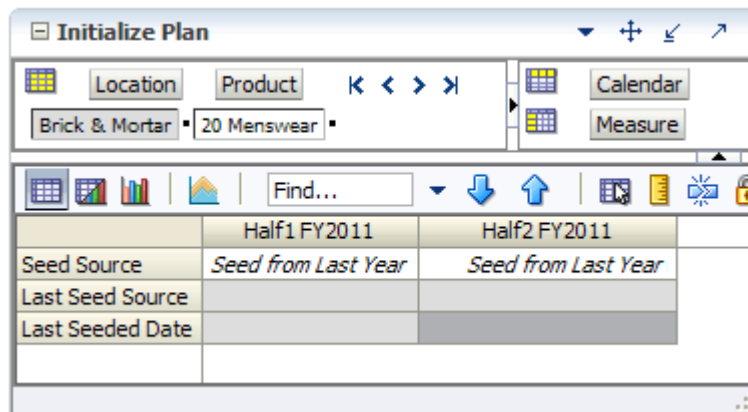 Initialize Plan
Location Product Calendar
Brick & Mortar 20 Menswear Measure
Find...
Half1 FY2011 Half2 FY2011
Seed Source Seed from Last Year Seed from Last Year
Last Seed Source
Last Seeded Date